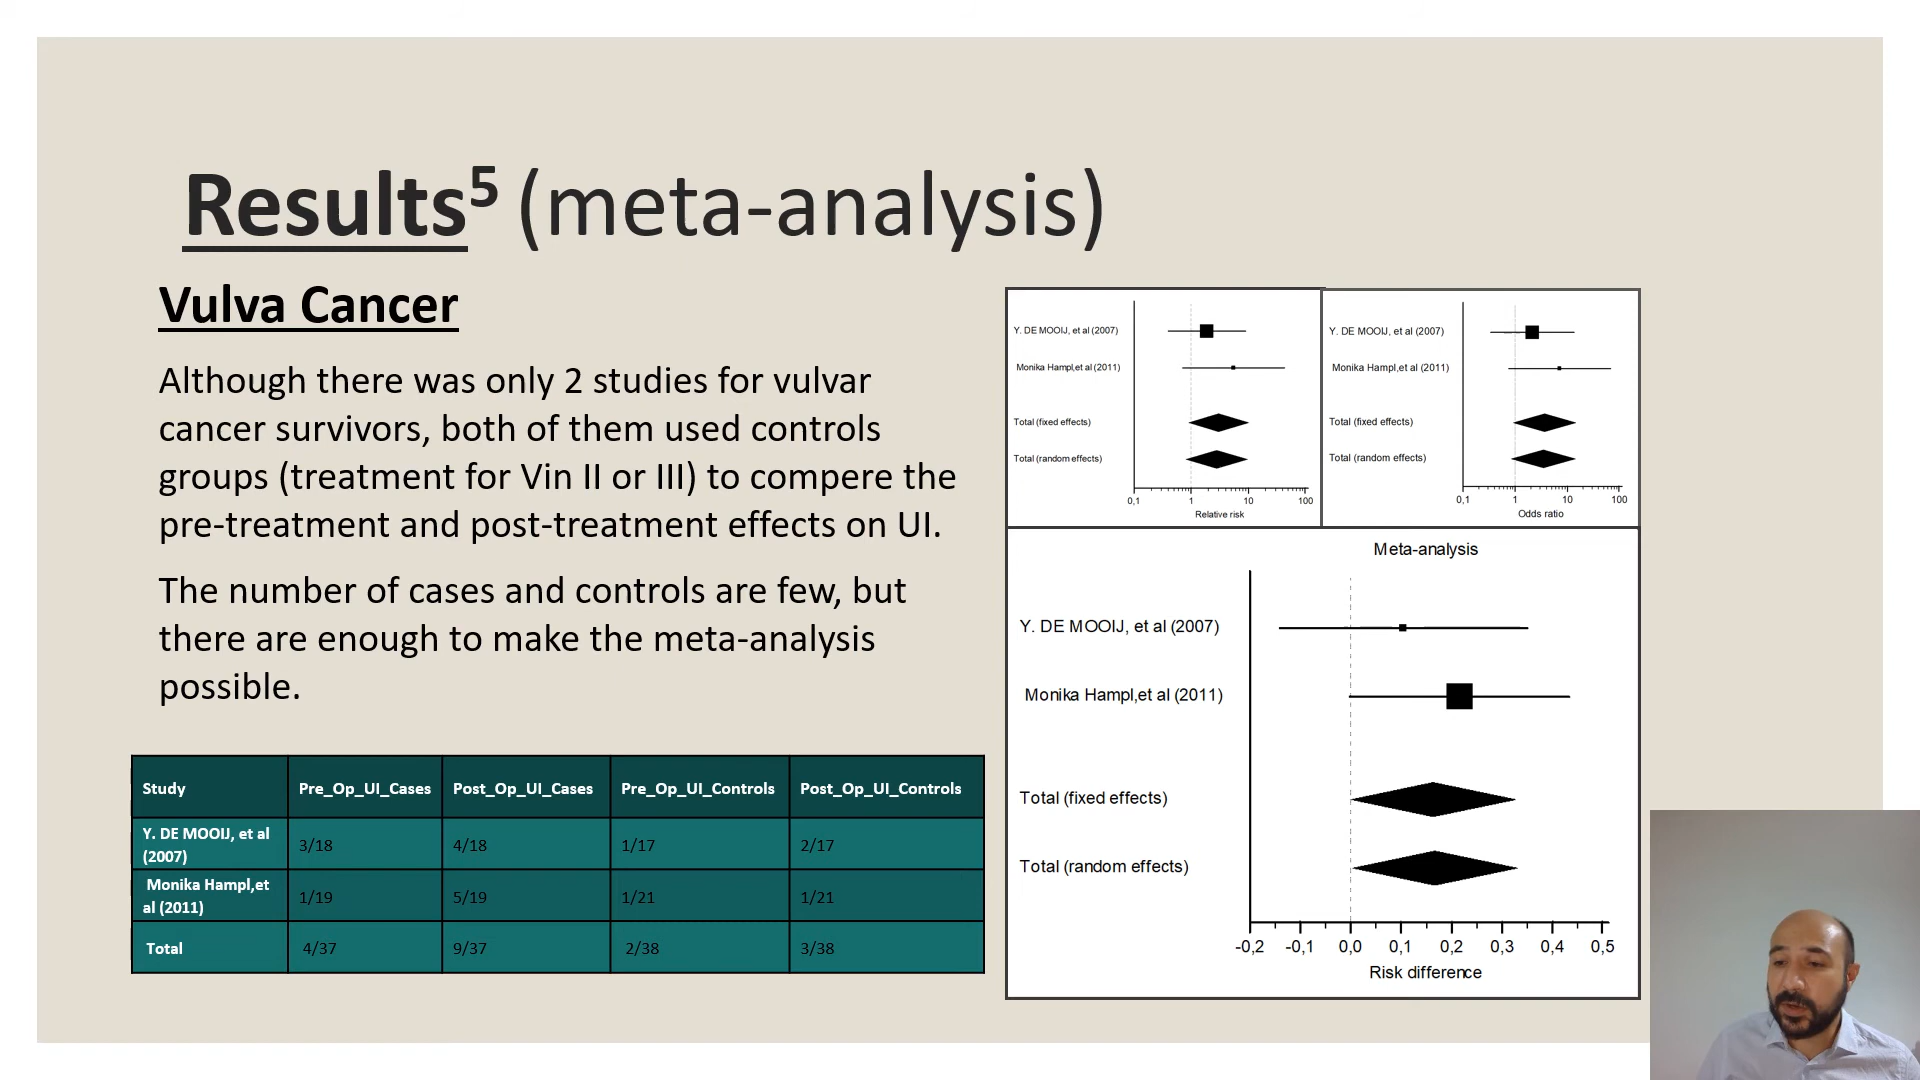 Results5 (meta-analysis)
Vulva Cancer
Although there was only 2 studies for vulvar
cancer survivors, both of them used controls
groups (treatment for Vin II or III) to compere the
pre-treatment and post-treatment effects on UI.
The number of cases and controls are few, but
there are enough to make the meta-analysis
possible.
Study Pre_Op_UI_Cases Post_Op_UI_Cases Pre_Op_UI_Controls Post_Op_UI_Controls
Y. DE MOOIJ, et al
(2007)
3/18 4/18 1/17 2/17
Monika Hampl,et
al (2011)
1/19 5/19 1/21 1/21
Total 4/37 9/37 2/38 3/38
Y. DE MOOIJ, et al (2007)
Monika Hampl,et al (2011)
Total (fixed effects)
Total (random effects)
0,1 1 10 100
Relative risk
Y. DE MOOIJ, et al (2007)
Monika Hampl,et al (2011)
Total (fixed effects)
Total (random effects)
0,1 1 10 100
Odds ratio
Meta-analysis
Y. DE MOOIJ, et al (2007)
Monika Hampl,et al (2011)
Total (fixed effects)
Total (random effects)
-0,2 -0,1 0,0 0,1 0,2 0,3 0,4 0,5
Risk difference